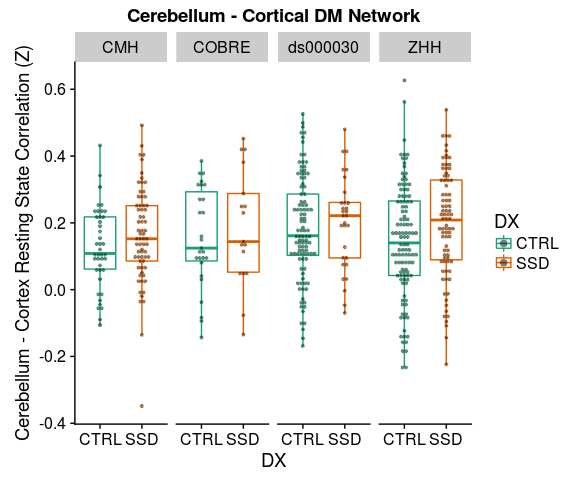 Cerebellum - Cortical DM Network
CMH COBRE ds000030 ZHH
Cerebellum - Cortex Resting State Correlation (Z)
0.6
0.4
0.2
0.0
-0.2
-0.4
CTRL SSD CTRL SSD CTRL SSD CTRL SSD
DX
DX
CTRL
SSD